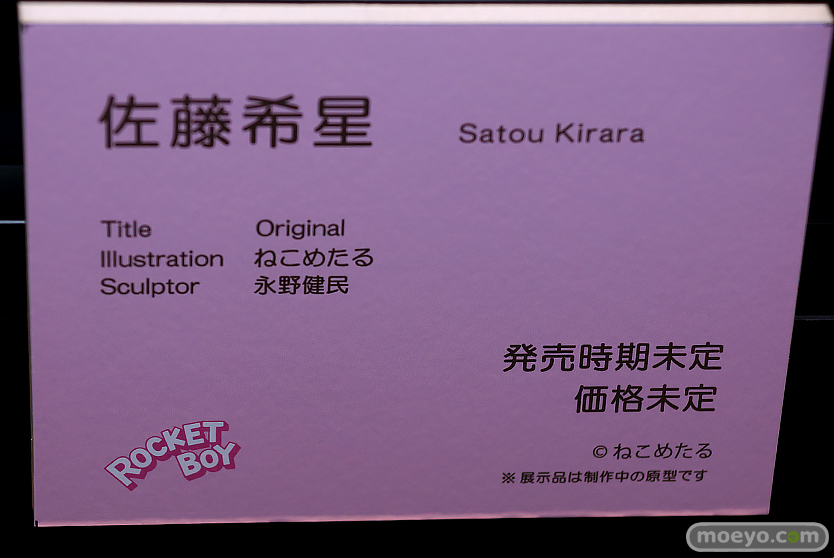 佐藤希星 Satou Kirara
Title Original
Illustration ねこめたる
Sculptor 永野健民
発売時期未定
価格未定
ROCKET
BOY
© ねこめたる
※ 展示品は制作中の原型です
moeyo.com